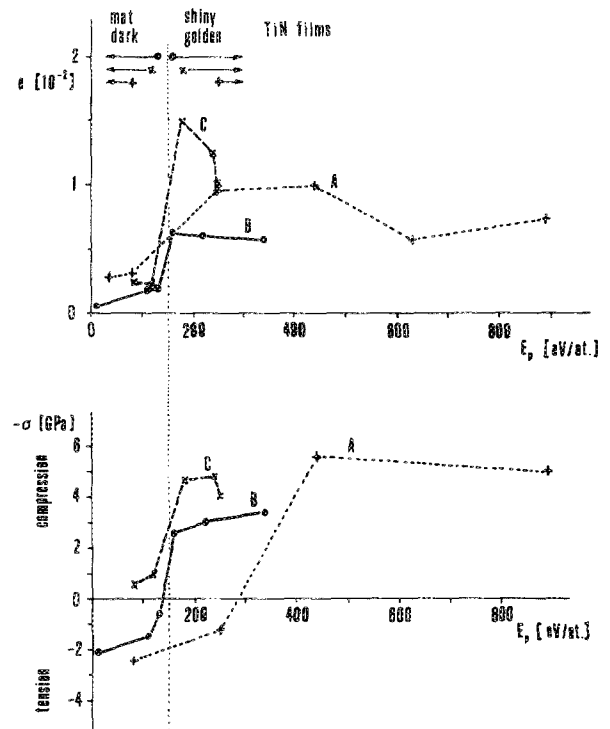 mat shiny TiN films
dark golden
2
e [10⁻²]
C
1
A
B
0
0 200 400 600 800
Eₚ [eV/at.]
-σ [GPa]
6
A
C
4
B
compression
2
0
200 400 600 800
Eₚ [eV/at.]
-2
tension
-4